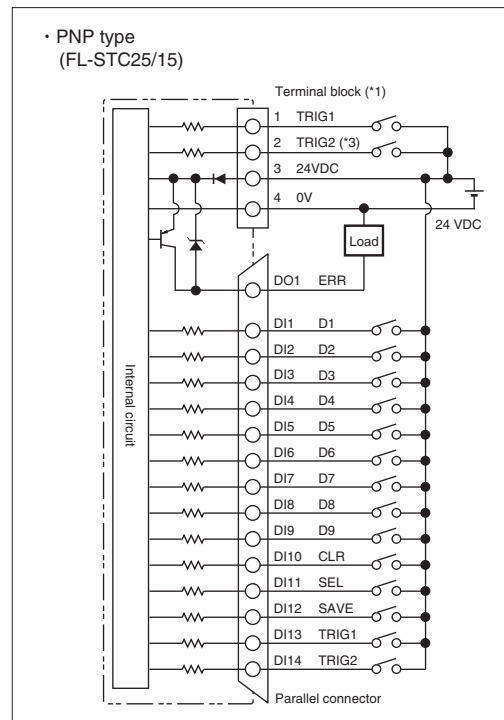 ・PNP type
(FL-STC25/15)
Terminal block (*1)
1 TRIG1
2 TRIG2 (*3)
3 24VDC
4 0V
24 VDC
Load
DO1 ERR
DI1 D1
DI2 D2
DI3 D3
DI4 D4
DI5 D5
DI6 D6
DI7 D7
DI8 D8
DI9 D9
DI10 CLR
DI11 SEL
DI12 SAVE
DI13 TRIG1
DI14 TRIG2
Internal circuit
Parallel connector